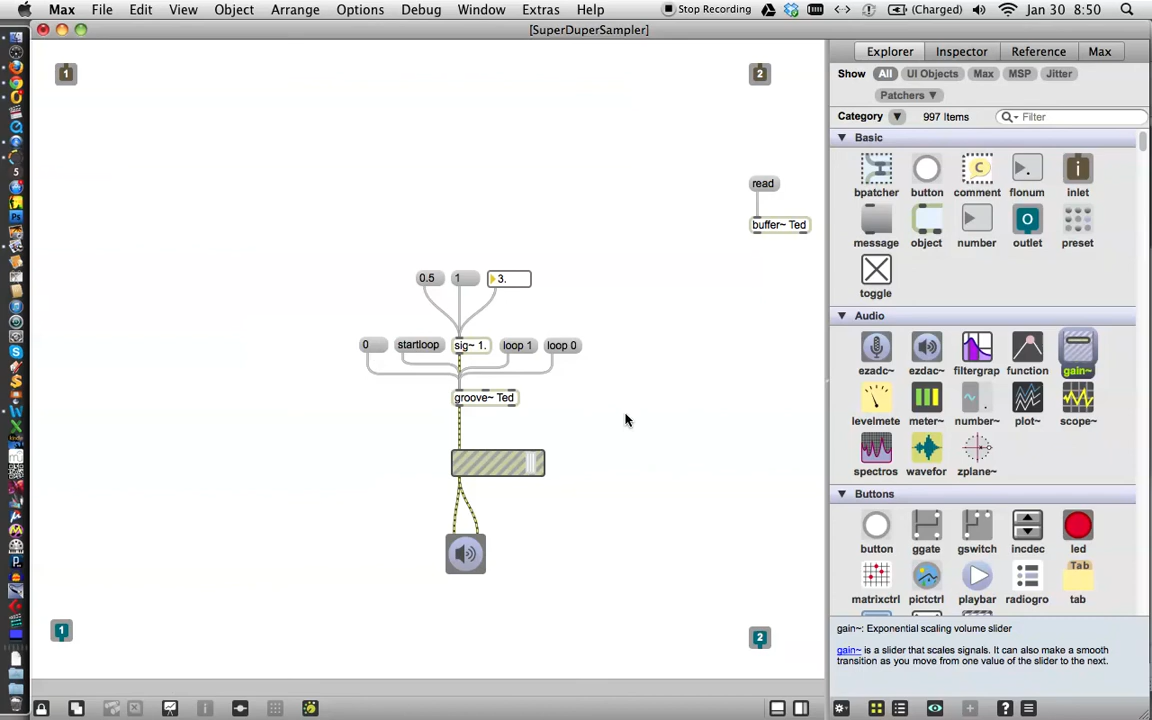 Max File Edit View Object Arrange Options Debug Window Extras Help Stop Recording (Charged) Jan 30 8:50
[SuperDuperSampler]
1
2
read
buffer~ Ted
0.5 1 3.
0 startloop sig~ 1. loop 1 loop 0
groove~ Ted
1
2
Explorer Inspector Reference Max
Show All UI Objects Max MSP Jitter
Patchers ▼
Category ▼ 997 Items Filter
Basic
bpatcher button comment flonum inlet
message object number outlet preset
toggle
Audio
ezadc~ ezdac~ filtergrap function gain~
levelmete meter~ number~ plot~ scope~
spectros wavefor zplane~
Buttons
button ggate gswitch incdec led
Tab
matrixctrl pictctrl playbar radiogro tab
gain~: Exponential scaling volume slider
gain~ is a slider that scales signals. It can also make a smooth
transition as you move from one value of the slider to the next.